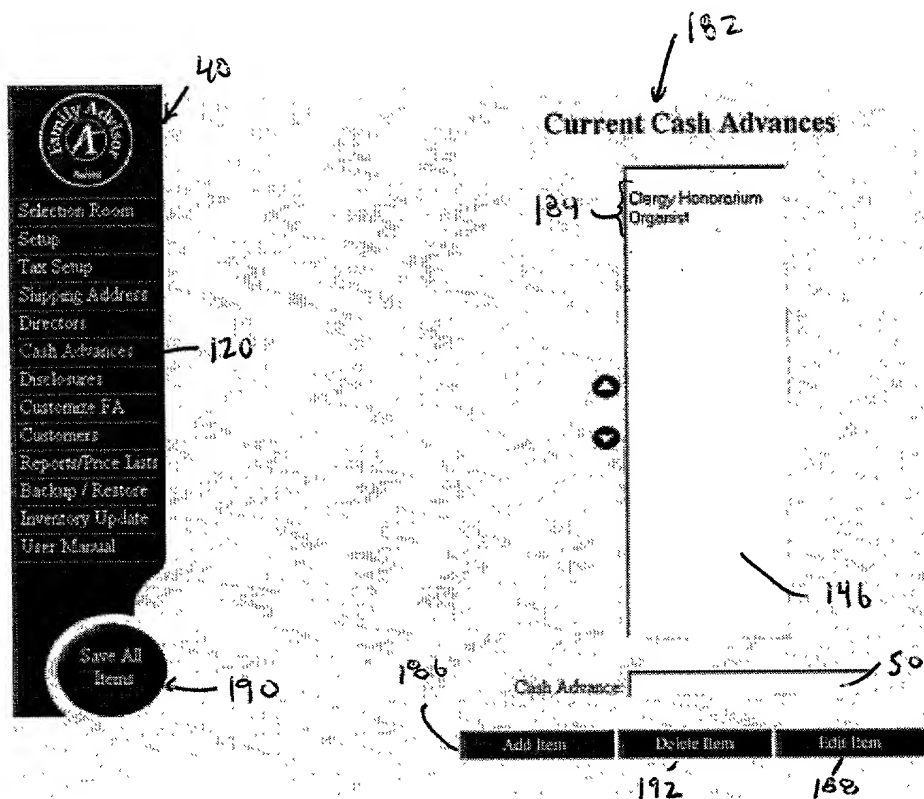 182
40
Family Advisor
Current Cash Advances
184
Clergy Honorarium
Organist
Selection Room
Setup
Tax Setup
Shipping Address
Directors
Cash Advances
120
Disclosures
Customize FA
Customers
Reports/Price Lists
Backup / Restore
Inventory Update
User Manual
146
Save All
Items
190
186
Cash Advance
50
Add Item
Delete Item
Edit Item
192
188